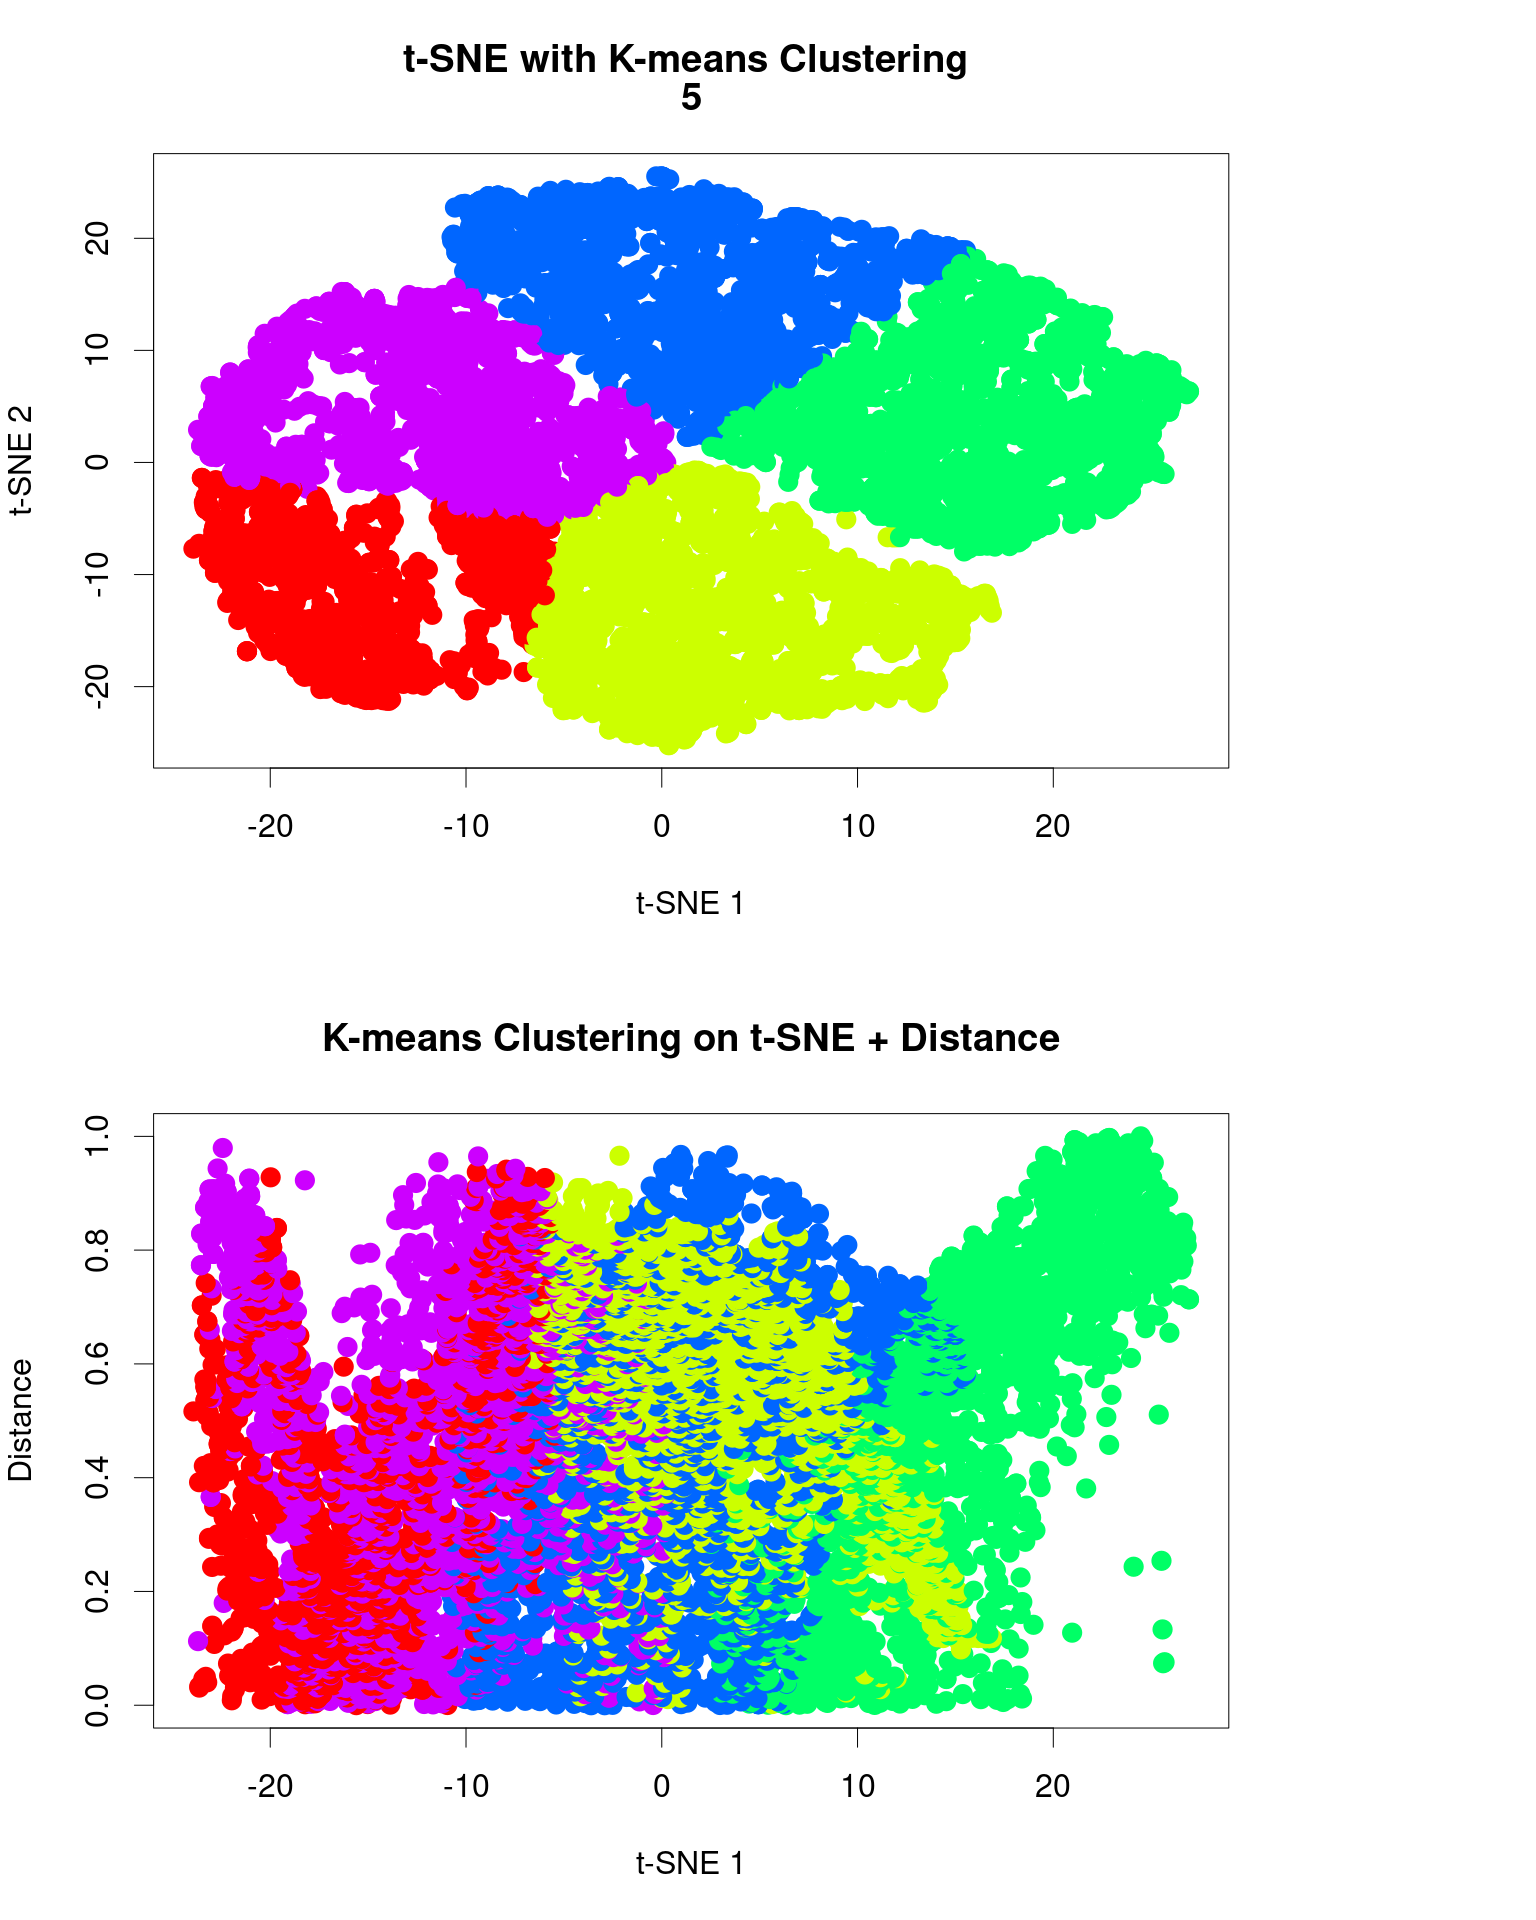 t-SNE with K-means Clustering
5
t-SNE 2
20
10
0
-10
-20
-20 -10 0 10 20
t-SNE 1
K-means Clustering on t-SNE + Distance
Distance
1.0
0.8
0.6
0.4
0.2
0.0
-20 -10 0 10 20
t-SNE 1